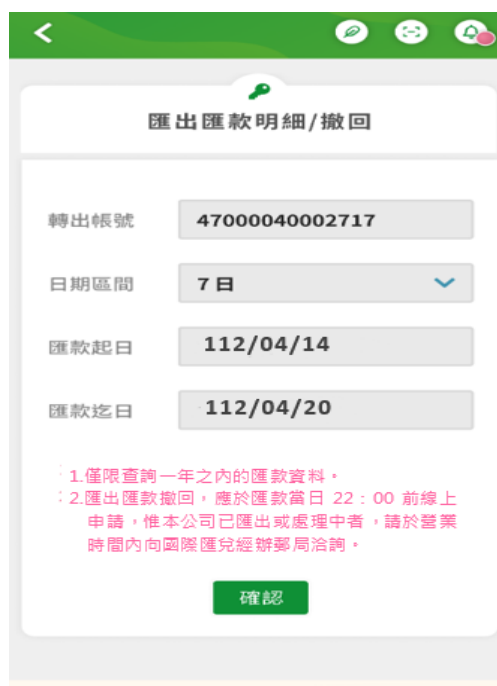 匯出匯款明細/撤回
轉出帳號 47000040002717
日期區間 7日
匯款起日 112/04/14
匯款迄日 112/04/20
1.僅限查詢一年之內的匯款資料。
2.匯出匯款撤回，應於匯款當日 22：00 前線上
申請，惟本公司已匯出或處理中者，請於營業
時間內向國際匯兌經辦郵局洽詢。
確認